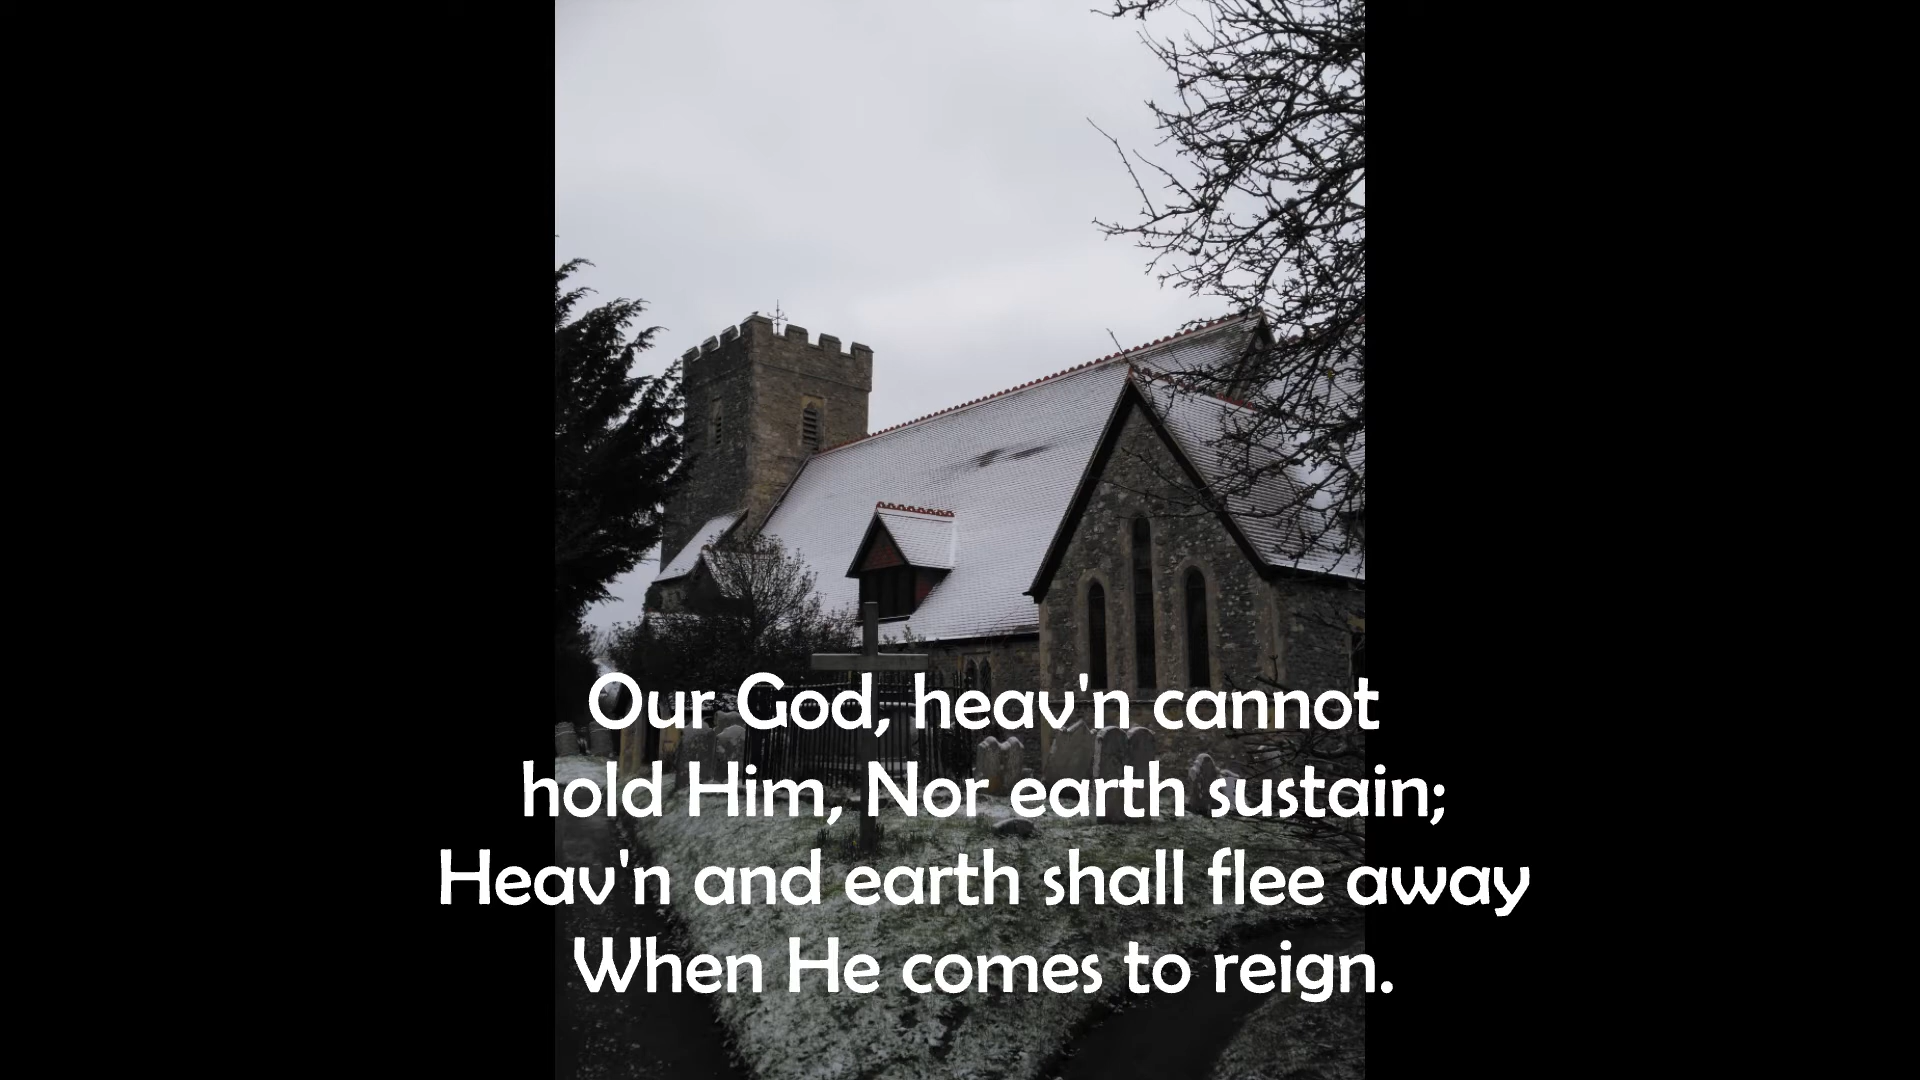 Our God, heav'n cannot
hold Him, Nor earth sustain;
Heav'n and earth shall flee away
When He comes to reign.